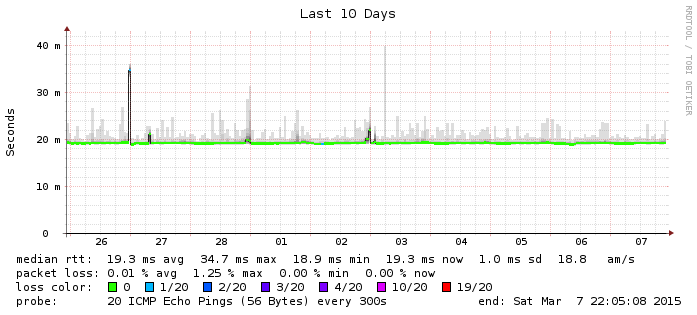 Last 10 Days
RRDTOOL / TOBI OETIKER
Seconds
40 m
30 m
20 m
10 m
0
26 27 28 01 02 03 04 05 06 07
median rtt: 19.3 ms avg 34.7 ms max 18.9 ms min 19.3 ms now 1.0 ms sd 18.8 am/s
packet loss: 0.01 % avg 1.25 % max 0.00 % min 0.00 % now
loss color: 0 1/20 2/20 3/20 4/20 10/20 19/20
probe: 20 ICMP Echo Pings (56 Bytes) every 300s end: Sat Mar 7 22:05:08 2015